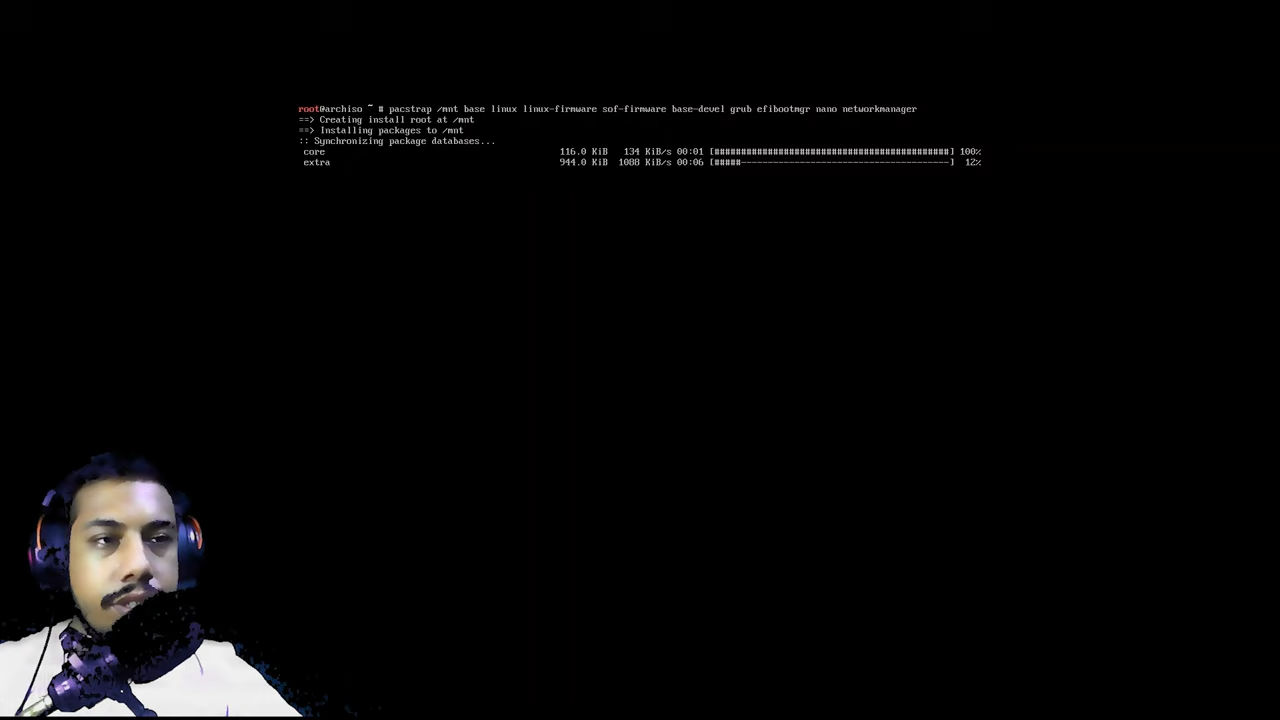 root@archiso ~ # pacstrap /mnt base linux linux-firmware sof-firmware base-devel grub efibootmgr nano networkmanager
==> Creating install root at /mnt
==> Installing packages to /mnt
:: Synchronizing package databases...
core 116.0 KiB 134 KiB/s 00:01 [############################################] 100%
extra 944.0 KiB 1088 KiB/s 00:06 [#####---------------------------------------] 12%